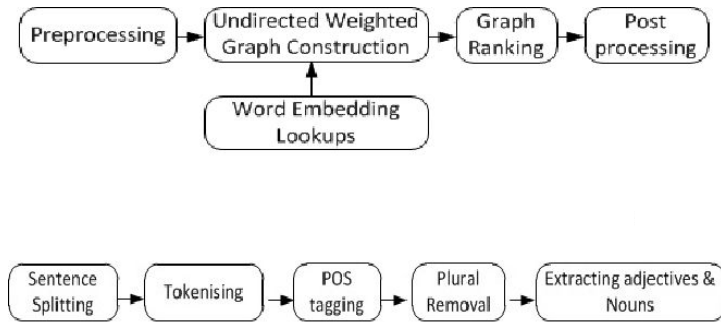 Preprocessing
Undirected Weighted
Graph Construction
Graph
Ranking
Post
processing
Word Embedding
Lookups
Sentence
Splitting
Tokenising
POS
tagging
Plural
Removal
Extracting adjectives &
Nouns